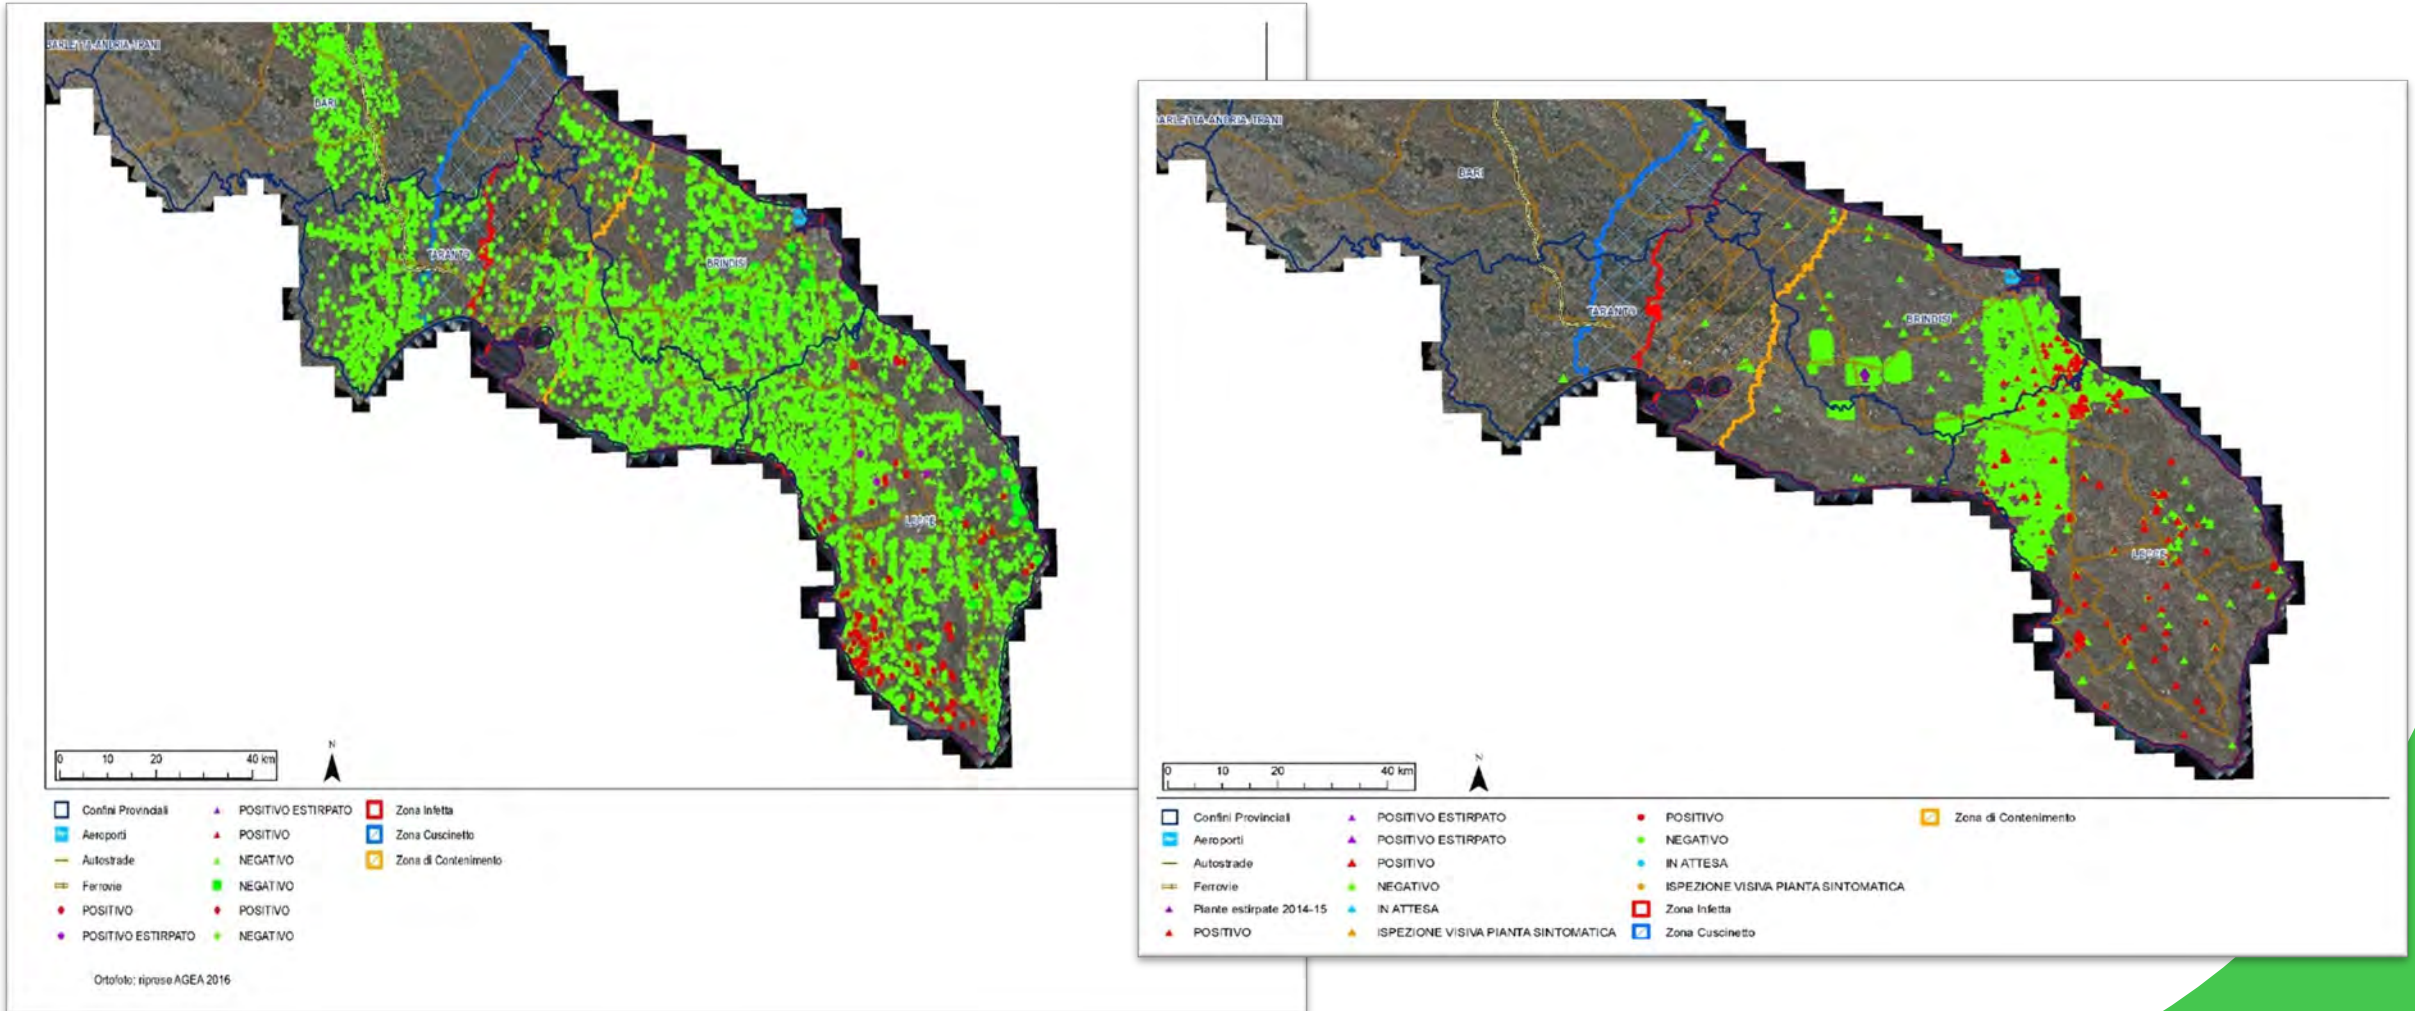 BARLETTA-ANDRIA-TRANI
BARI
TARANTO
BRINDISI
LECCE
0 10 20 40 km
N
Confini Provinciali
Aeroporti
Autostrade
Ferrovie
POSITIVO
POSITIVO ESTIRPATO
POSITIVO ESTIRPATO
POSITIVO
NEGATIVO
NEGATIVO
POSITIVO
NEGATIVO
Zona Infetta
Zona Cuscinetto
Zona di Contenimento
Ortofoto: riprese AGEA 2016
ARLETTA-ANDRIA-TRANI
BARI
TARANTO
BRINDISI
LECCE
0 10 20 40 km
N
Confini Provinciali
Aeroporti
Autostrade
Ferrovie
Piante estirpate 2014-15
POSITIVO
POSITIVO ESTIRPATO
POSITIVO ESTIRPATO
POSITIVO
NEGATIVO
IN ATTESA
ISPEZIONE VISIVA PIANTA SINTOMATICA
POSITIVO
NEGATIVO
IN ATTESA
ISPEZIONE VISIVA PIANTA SINTOMATICA
Zona Infetta
Zona Cuscinetto
Zona di Contenimento